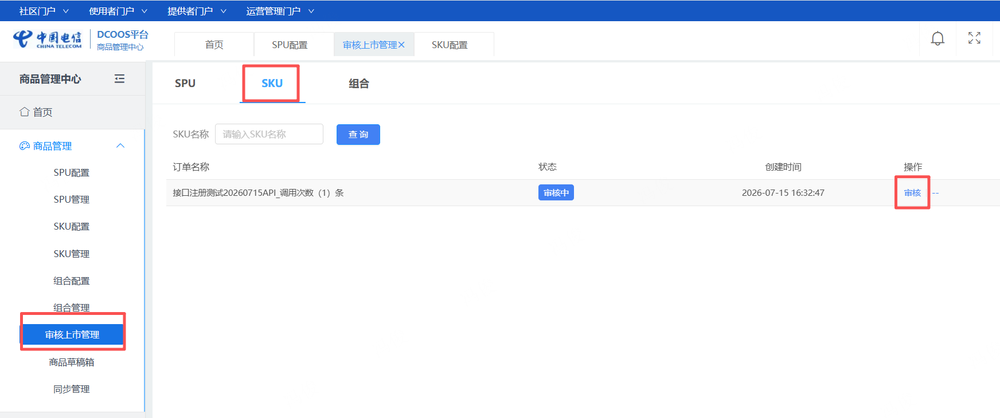 社区门户 使用者门户 提供者门户 运营管理门户
中国电信 CHINA TELECOM
DCOOS平台
商品管理中心
首页 SPU配置 审核上市管理× SKU配置
商品管理中心
首页
商品管理
SPU配置
SPU管理
SKU配置
SKU管理
组合配置
组合管理
审核上市管理
商品草稿箱
同步管理
SPU SKU 组合
SKU名称 请输入SKU名称 查 询
订单名称 状态 创建时间 操作
接口注册测试20260715API_调用次数（1）条 审核中 2026-07-15 16:32:47 审核 --